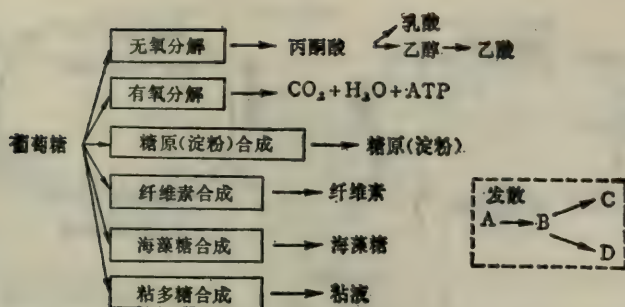 乳酸
无氧分解 丙酮酸 乙醇 乙酸
有氧分解 CO₂+H₂O+ATP
葡萄糖 糖原(淀粉)合成 糖原(淀粉)
纤维素合成 纤维素
发散
A B C
D
海藻糖合成 海藻糖
粘多糖合成 粘液